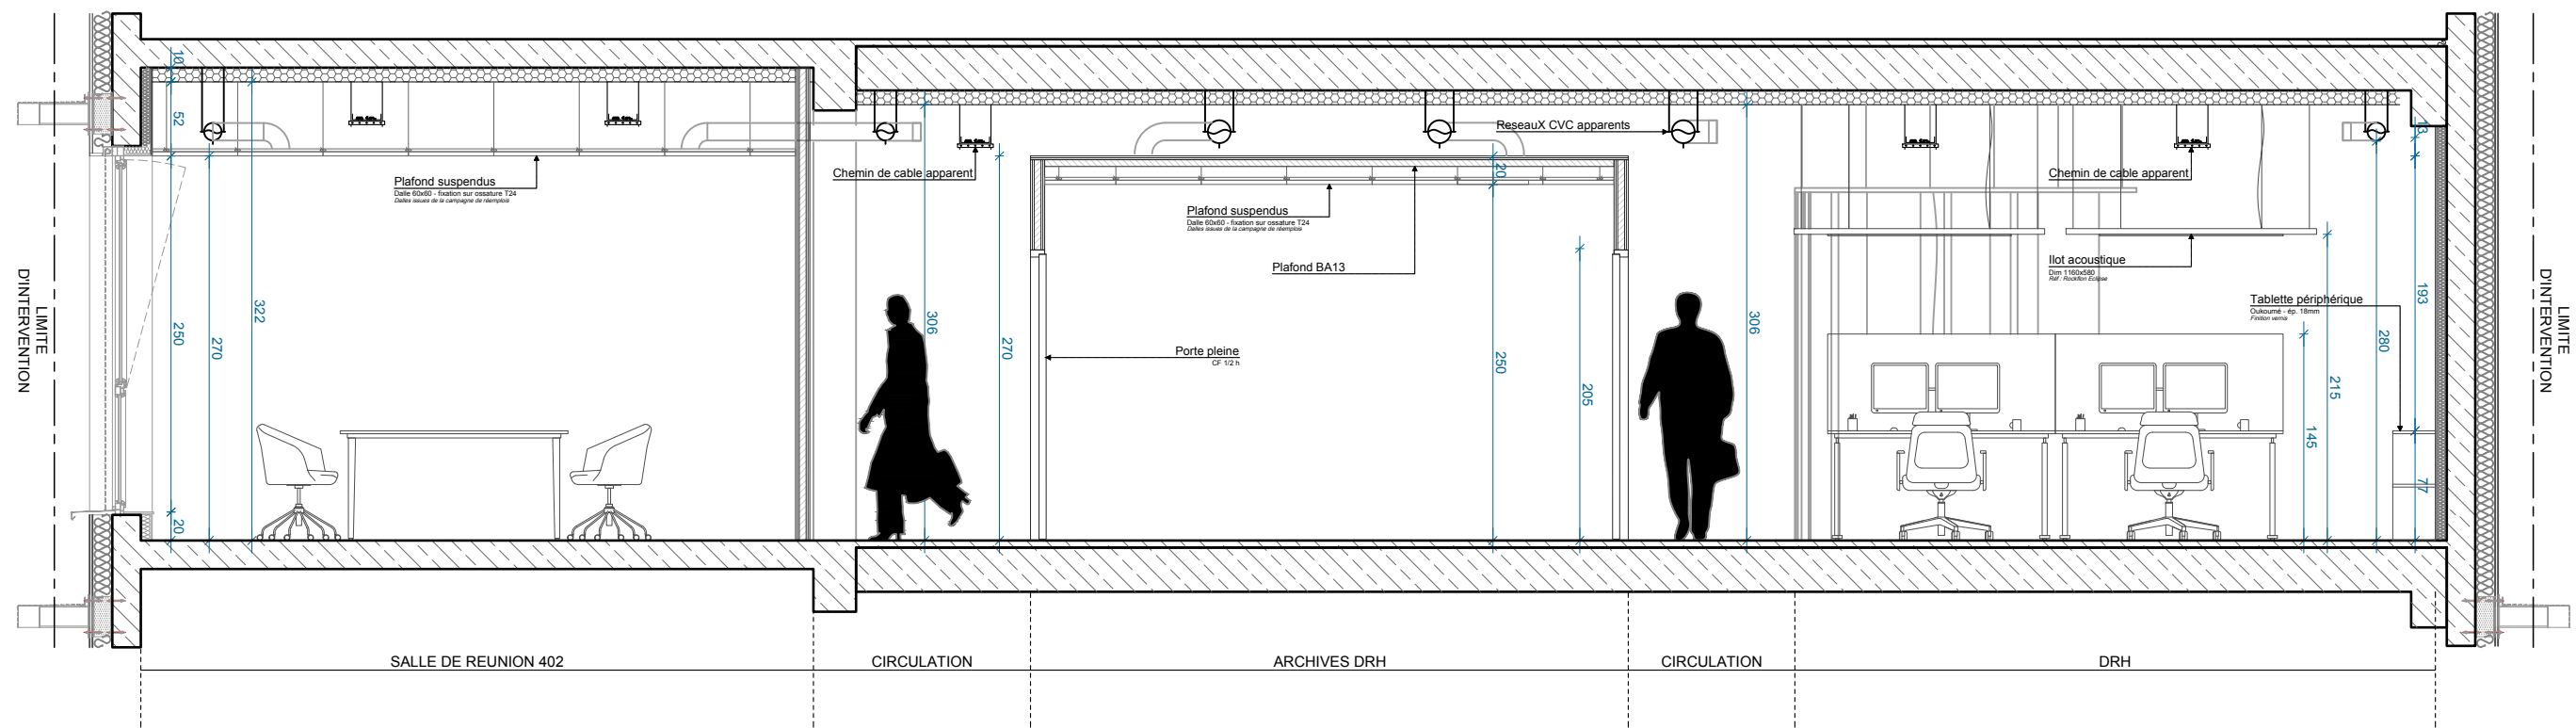 10
52
250
20
270
322
LIMITE
D'INTERVENTION
Plafond suspendus
Dalle 60x60 - fixation sur ossature T24
Dalles issues de la campagne de réemplois
Chemin de cable apparent
306
270
Plafond suspendus
Dalle 60x60 - fixation sur ossature T24
Dalles issues de la campagne de réemplois
Plafond BA13
Porte pleine
CF 1/2 h
20
250
205
ReseauX CVC apparents
306
Chemin de cable apparent
Ilot acoustique
Dim 1160x580
Réf : Rockfon Eclipse
Tablette périphérique
Oukoumé - ép. 18mm
Finition vernis
145
215
280
13
193
77
LIMITE
D'INTERVENTION
SALLE DE REUNION 402
CIRCULATION
ARCHIVES DRH
CIRCULATION
DRH